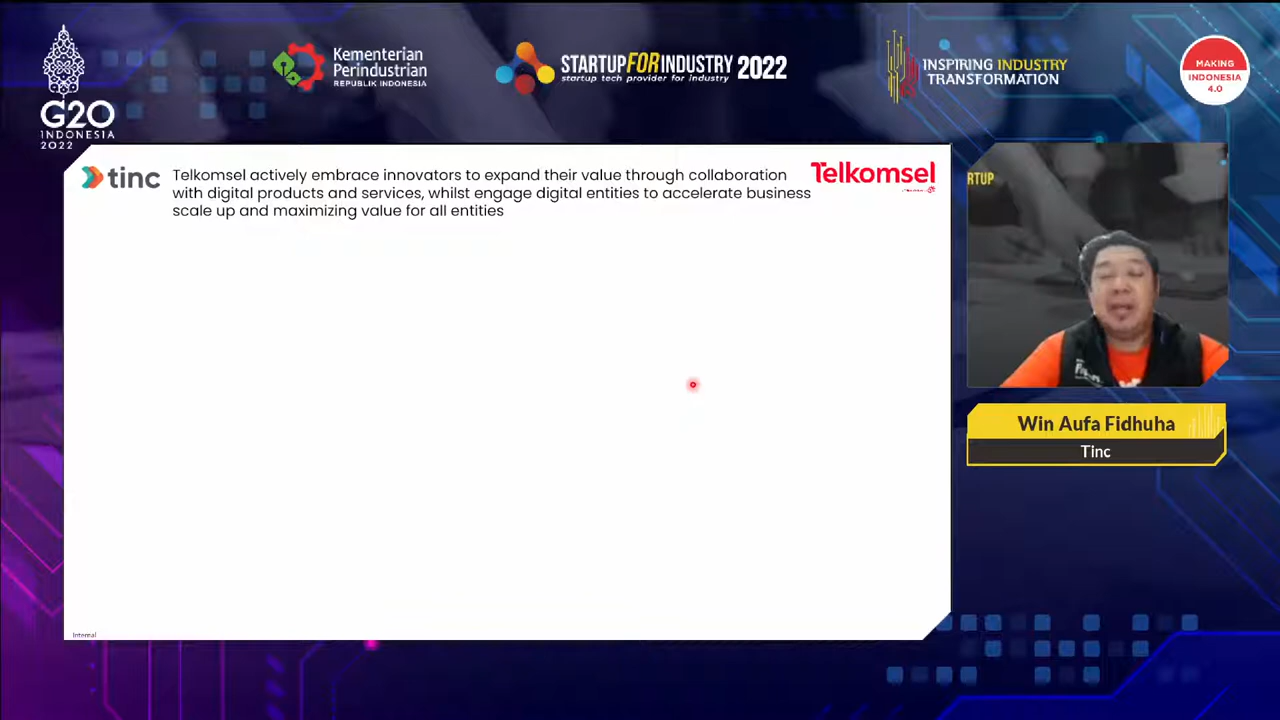 G20
INDONESIA
2022
Kementerian
Perindustrian
REPUBLIK INDONESIA
STARTUPFORINDUSTRY 2022
startup tech provider for industry
INSPIRING INDUSTRY
TRANSFORMATION
MAKING
INDONESIA
4.0
tinc
Telkomsel actively embrace innovators to expand their value through collaboration
with digital products and services, whilst engage digital entities to accelerate business
scale up and maximizing value for all entities
Telkomsel
RTUP
Win Aufa Fidhuha
Tinc
Internal